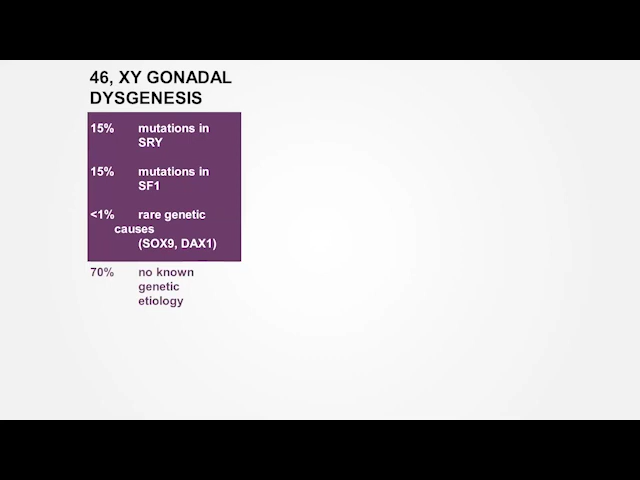 46, XY GONADAL
DYSGENESIS
15% mutations in
SRY
15% mutations in
SF1
<1% rare genetic
causes
(SOX9, DAX1)
70% no known
genetic
etiology